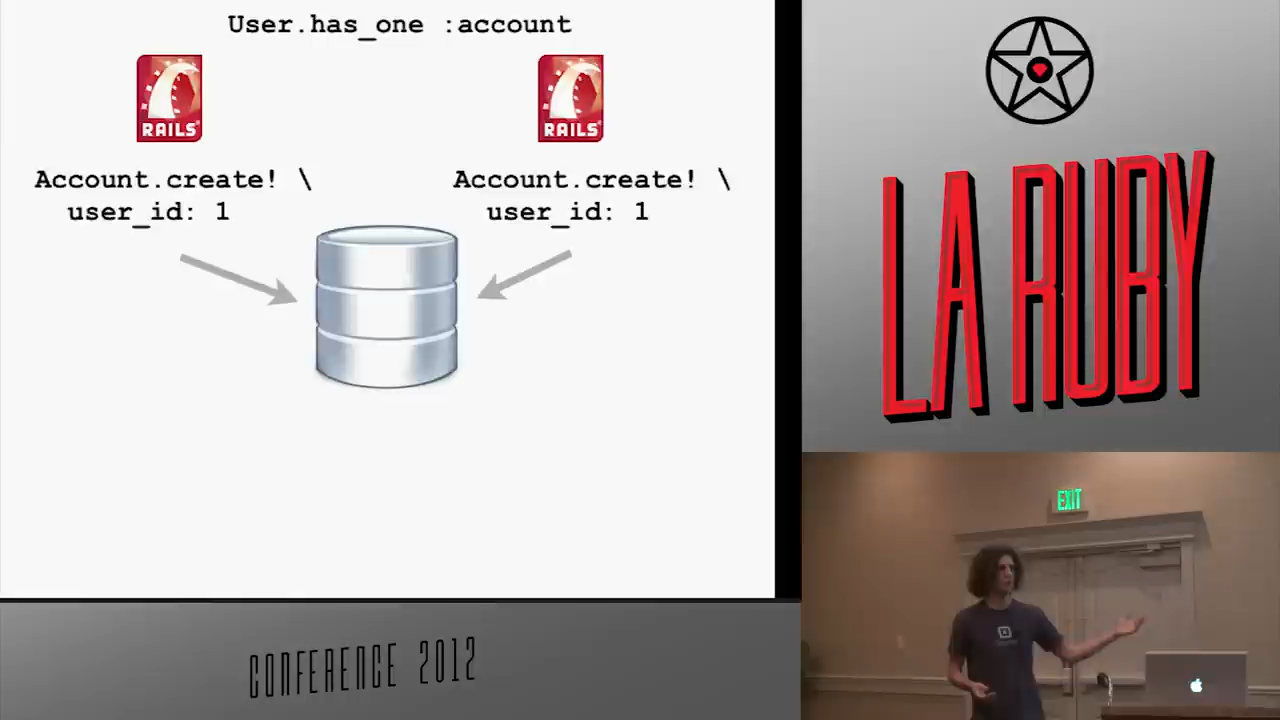 User.has_one :account
RAILS
RAILS
Account.create! \
user_id: 1
Account.create! \
user_id: 1
LA RUBY
EXIT
CONFERENCE 2012